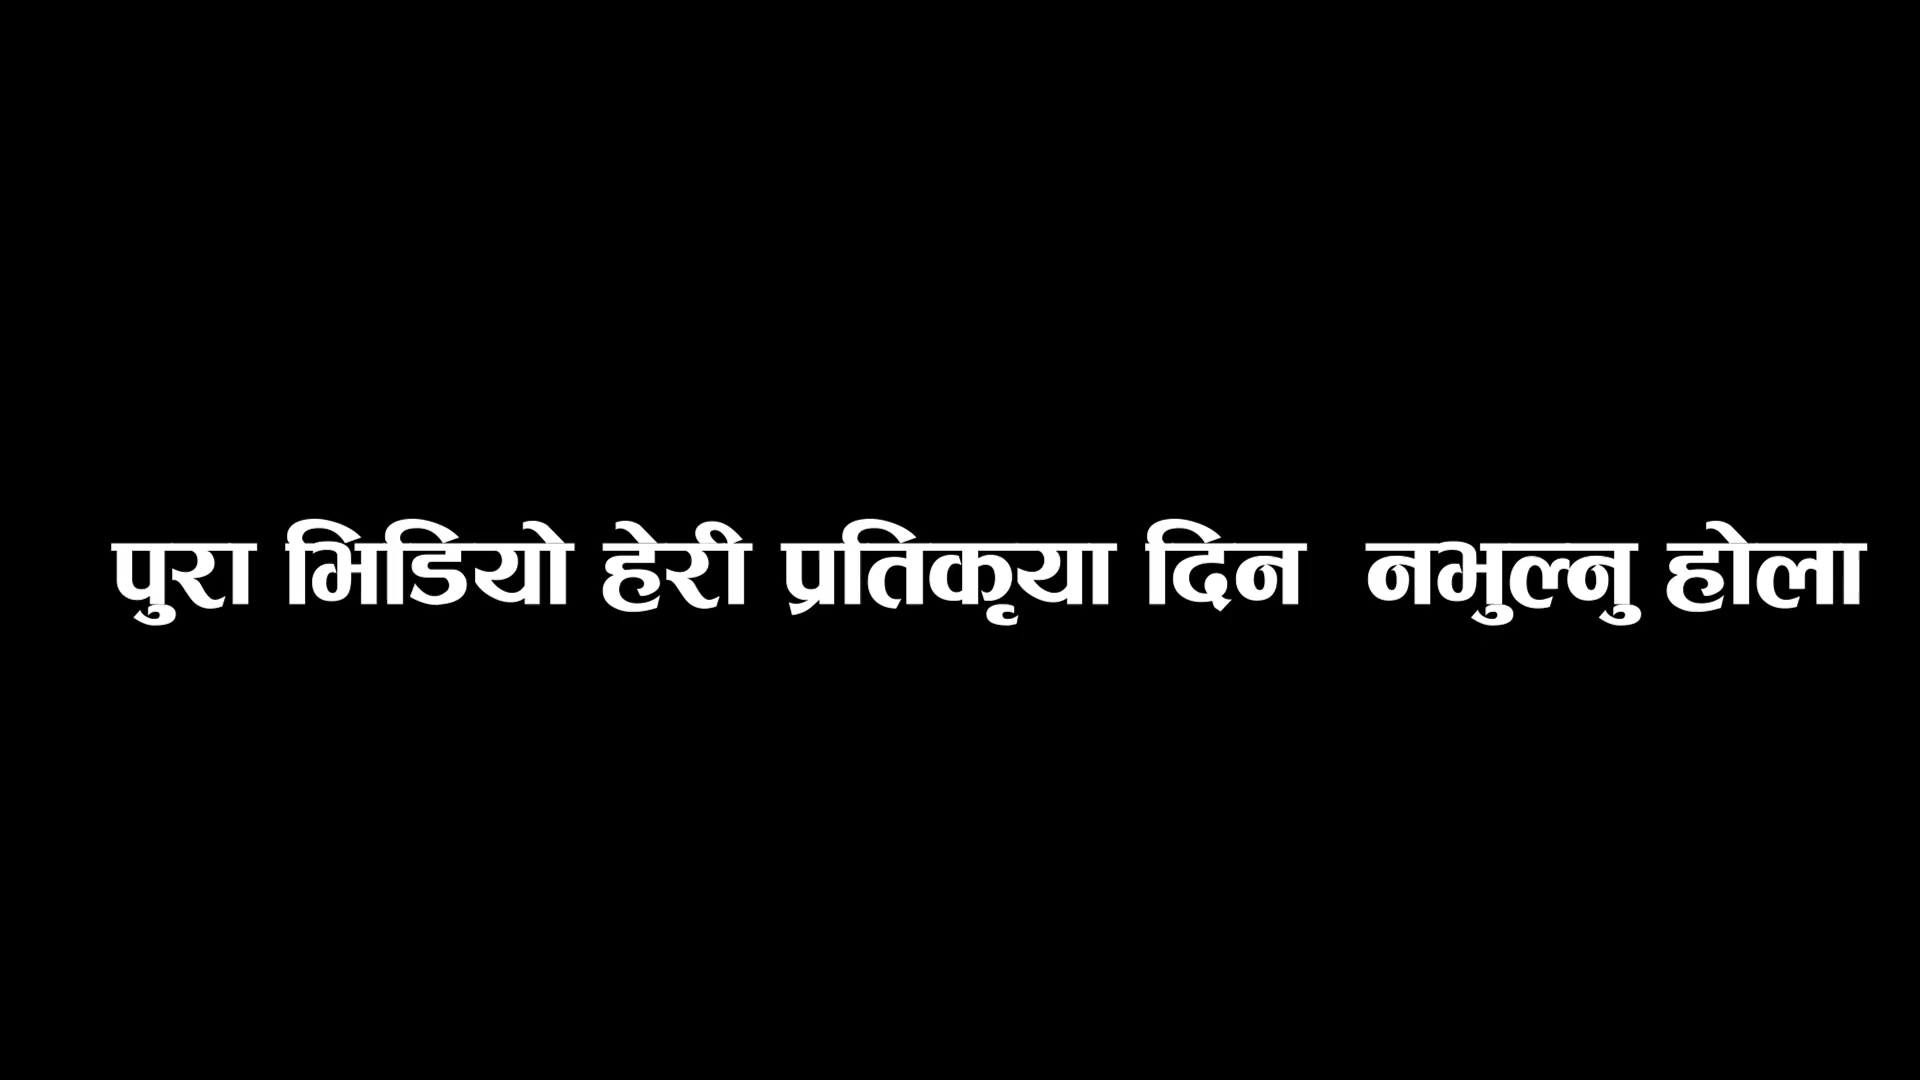 पुरा भिडियो हेरी प्रतिकृया दिन नभुल्नु होला